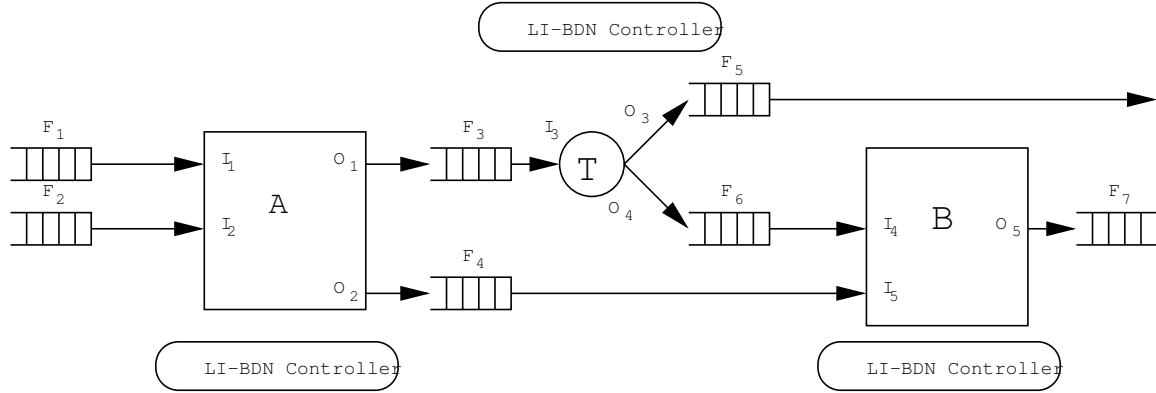 LI-BDN Controller
F5
O3
F1
F3
I3
I1
O1
T
F2
A
O4
F6
F7
I2
I4
B
O5
F4
O2
I5
LI-BDN Controller
LI-BDN Controller